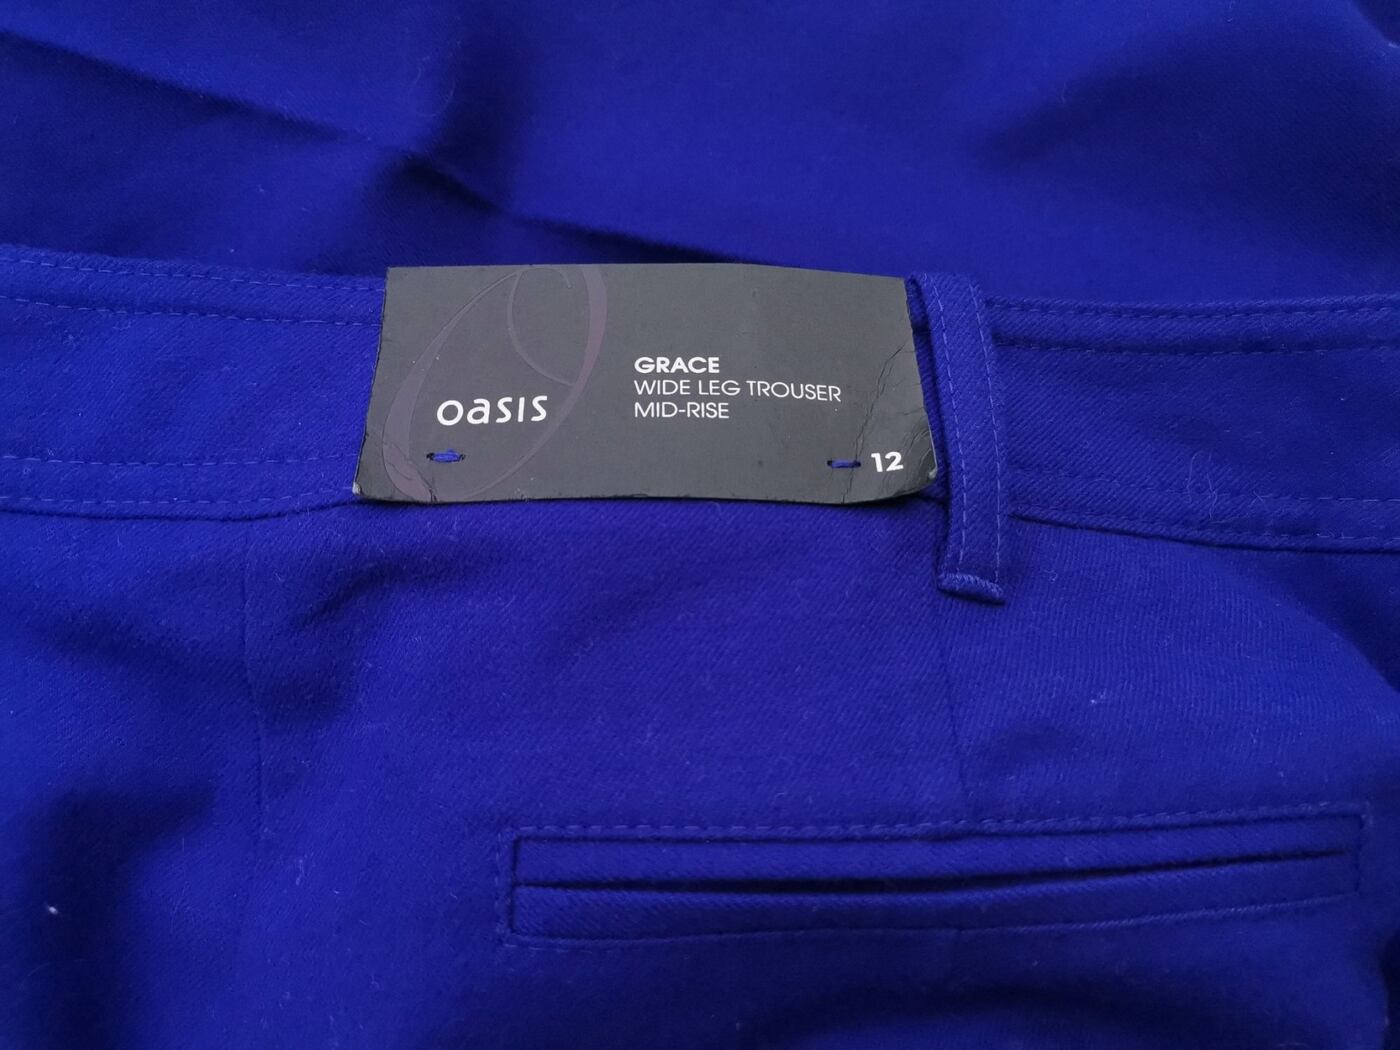 oasis
GRACE
WIDE LEG TROUSER
MID-RISE
12